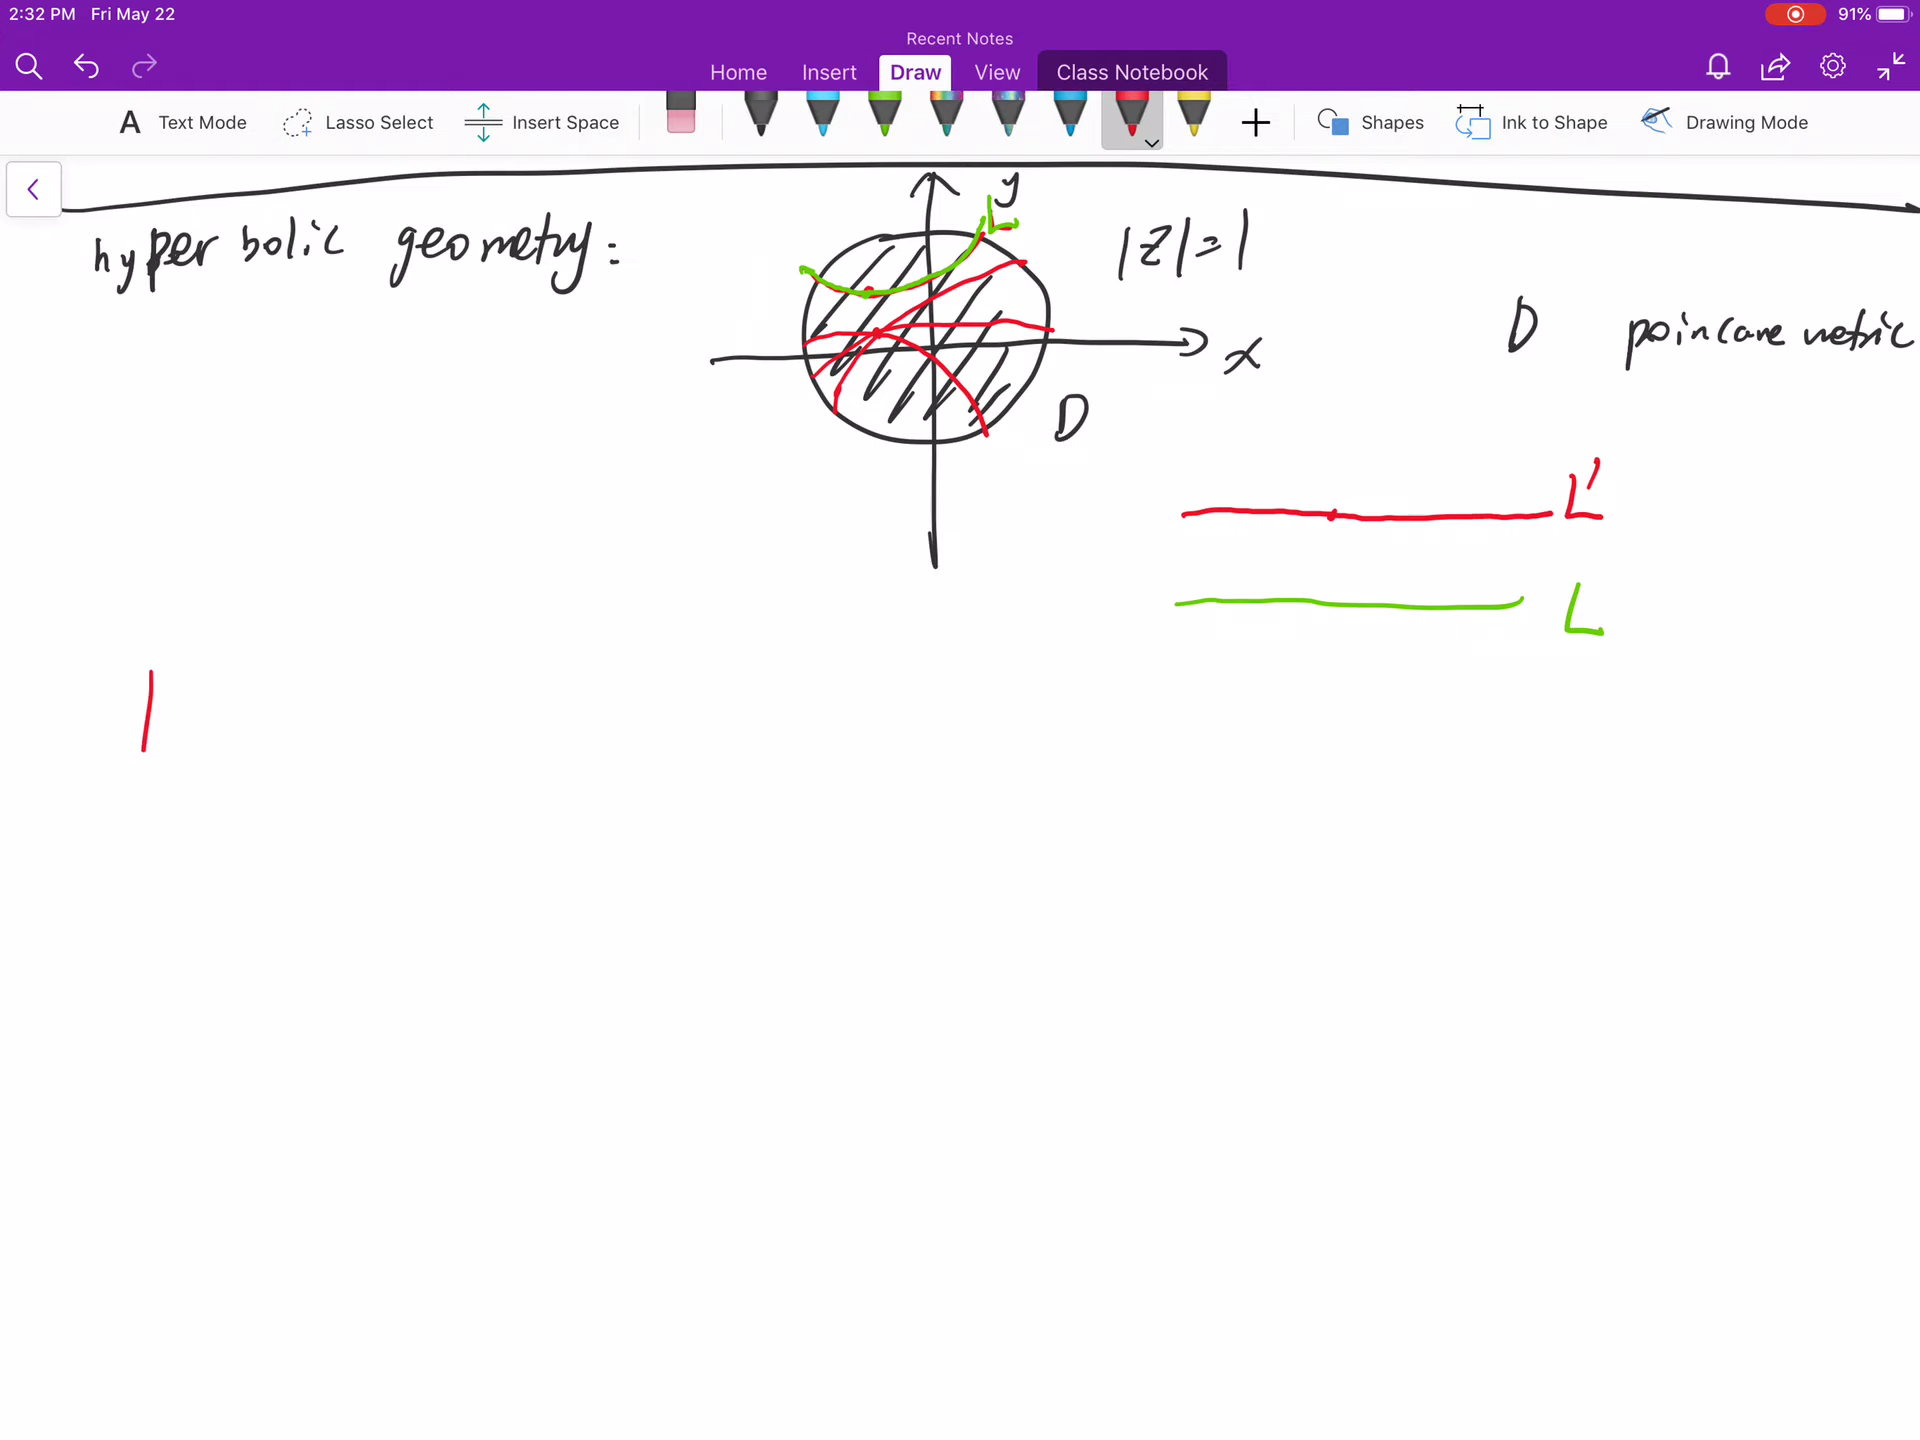 2:32 PM Fri May 22
91%
Recent Notes
Home Insert Draw View Class Notebook
A Text Mode Lasso Select Insert Space Shapes Ink to Shape Drawing Mode
hyperbolic geometry:
y
L
|z|=1
x
D
D poincare metric
L'
L